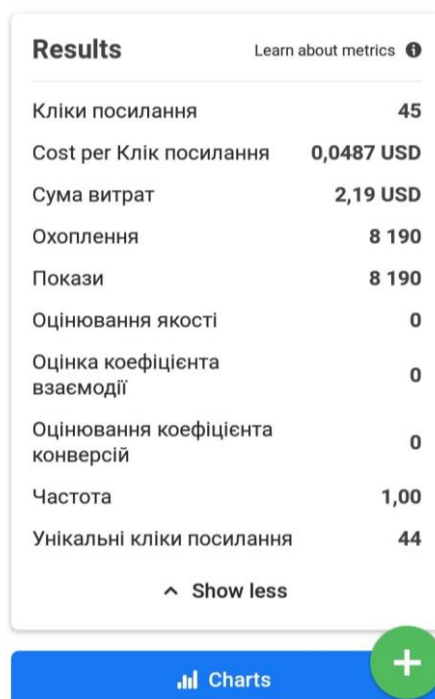 Results Learn about metrics
Кліки посилання 45
Cost per Клік посилання 0,0487 USD
Сума витрат 2,19 USD
Охоплення 8 190
Покази 8 190
Оцінювання якості 0
Оцінка коефіцієнта
взаємодії 0
Оцінювання коефіцієнта
конверсій 0
Частота 1,00
Унікальні кліки посилання 44
Show less
Charts